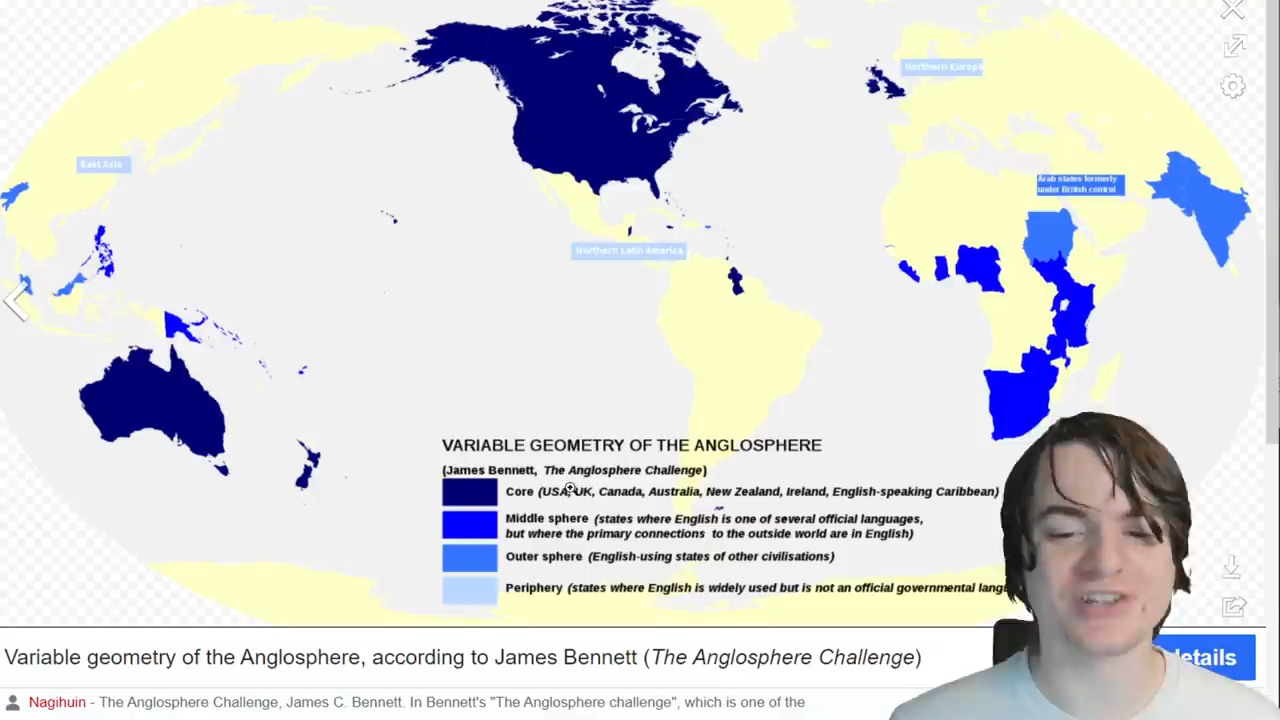 Northern Europe
East Asia
Arab states formerly
under British control
Northern Latin America
VARIABLE GEOMETRY OF THE ANGLOSPHERE
(James Bennett, The Anglosphere Challenge)
Core (USA, UK, Canada, Australia, New Zealand, Ireland, English-speaking Caribbean)
Middle sphere (states where English is one of several official languages,
but where the primary connections to the outside world are in English)
Outer sphere (English-using states of other civilisations)
Periphery (states where English is widely used but is not an official governmental
Variable geometry of the Anglosphere, according to James Bennett (The Anglosphere Challenge)
Nagihuin - The Anglosphere Challenge, James C. Bennett. In Bennett's "The Anglosphere challenge", which is one of the